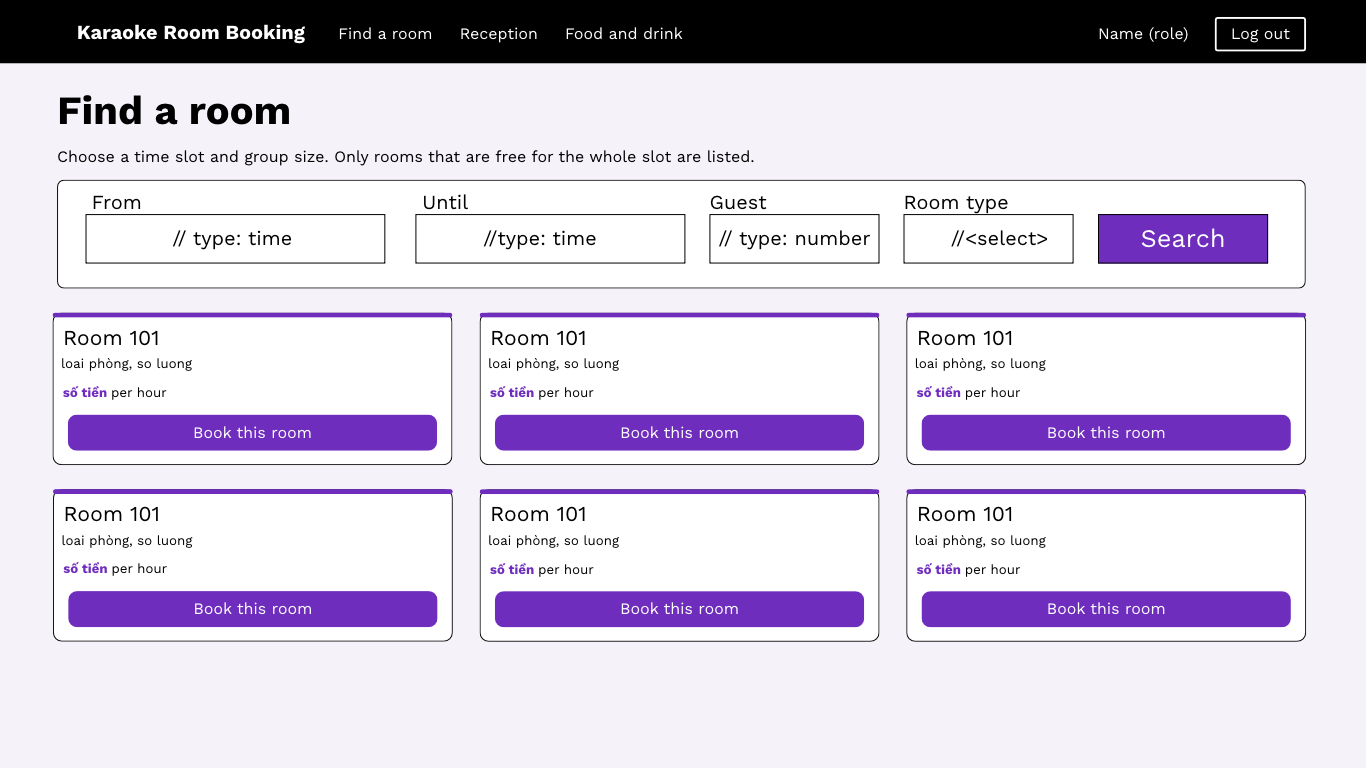 Karaoke Room Booking Find a room Reception Food and drink Name (role) Log out
Find a room
Choose a time slot and group size. Only rooms that are free for the whole slot are listed.
From Until Guest Room type
// type: time //type: time // type: number //<select> Search
Room 101 Room 101 Room 101
loai phòng, so luong loai phòng, so luong loai phòng, so luong
số tiền per hour số tiền per hour số tiền per hour
Book this room Book this room Book this room
Room 101 Room 101 Room 101
loai phòng, so luong loai phòng, so luong loai phòng, so luong
số tiền per hour số tiền per hour số tiền per hour
Book this room Book this room Book this room